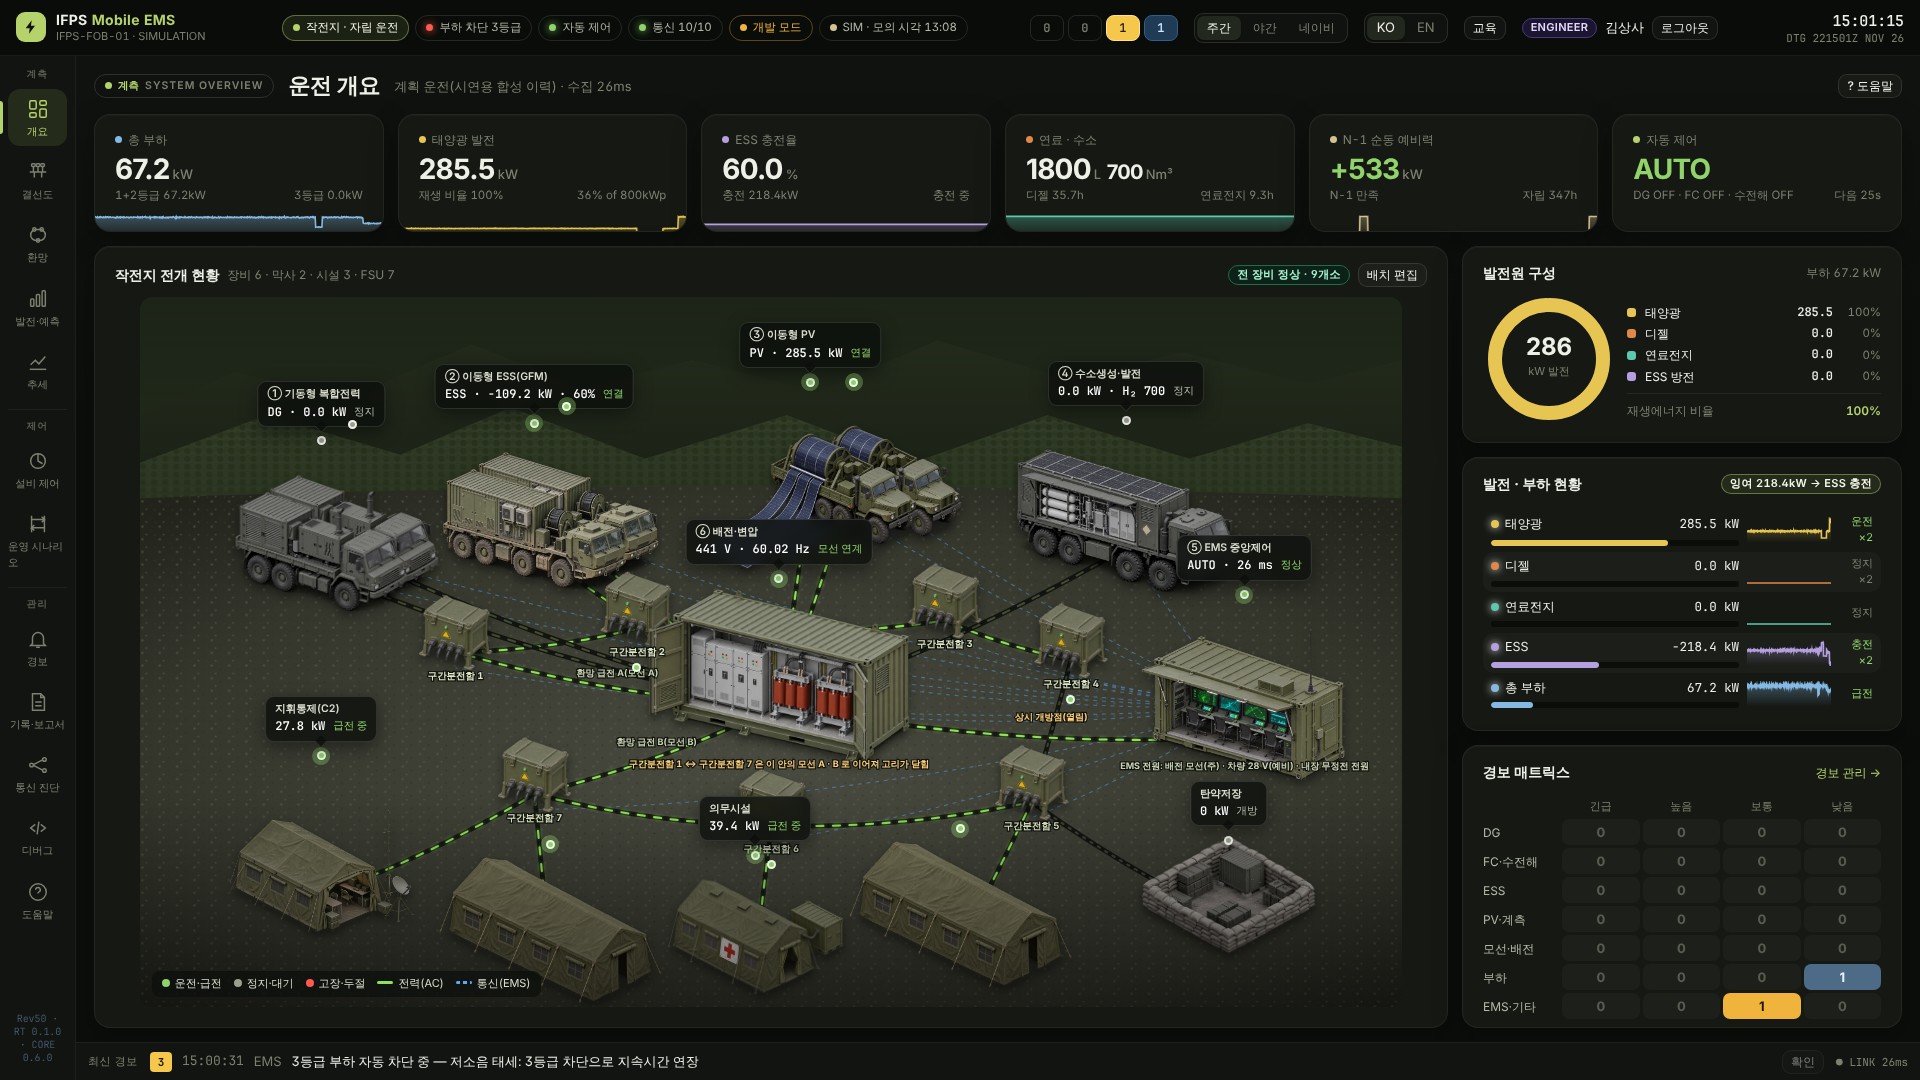 IFPS Mobile EMS
IFPS-FOB-01 · SIMULATION
작전지 · 자립 운전
부하 차단 3등급
자동 제어
통신 10/10
개발 모드
SIM · 모의 시각 13:08
0 0 1 1
주간 야간 네이비
KO EN
교육
ENGINEER 김상사 로그아웃
15:01:15
DTG 221501Z NOV 26
계측
개요
결선도
환망
발전·예측
추세
제어
설비 제어
운영 시나리
오
관리
경보
기록·보고서
통신 진단
디버그
도움말
Rev50 ·
RT 0.1.0
· CORE
0.6.0
계측 SYSTEM OVERVIEW
운전 개요
계획 운전(시연용 합성 이력) · 수집 26ms
? 도움말
총 부하
67.2 kW
1+2등급 67.2kW 3등급 0.0kW
태양광 발전
285.5 kW
재생 비율 100% 36% of 800kWp
ESS 충전율
60.0 %
충전 218.4kW 충전 중
연료 · 수소
1800 L 700 Nm³
디젤 35.7h 연료전지 9.3h
N-1 순동 예비력
+533 kW
N-1 만족 자립 347h
자동 제어
AUTO
DG OFF · FC OFF · 수전해 OFF 다음 25s
작전지 전개 현황 장비 6 · 막사 2 · 시설 3 · FSU 7
전 장비 정상 · 9개소
배치 편집
③ 이동형 PV
PV · 285.5 kW 연결
② 이동형 ESS(GFM)
ESS · -109.2 kW · 60% 연결
④ 수소생성·발전
0.0 kW · H₂ 700 정지
① 기동형 복합전력
DG · 0.0 kW 정지
⑥ 배전·변압
441 V · 60.02 Hz 모선 연계
⑤ EMS 중앙제어
AUTO · 26 ms 정상
구간분전함 3
구간분전함 2
환망 급전 A(모선 A)
구간분전함 1
구간분전함 4
지휘통제(C2)
27.8 kW 급전 중
상시 개방점(열림)
환망 급전 B(모선 B)
구간분전함 1 ↔ 구간분전함 7 은 이 안의 모선 A · B 로 이어져 고리가 닫힘
EMS 전원: 배전 모선(주) · 차량 28 V(예비) · 내장 무정전 전원
탄약저장
0 kW 개방
의무시설
39.4 kW 급전 중
구간분전함 7
구간분전함 5
구간분전함 6
운전·급전 정지·대기 고장·두절 전력(AC) 통신(EMS)
발전원 구성 부하 67.2 kW
286
kW 발전
태양광 285.5 100%
디젤 0.0 0%
연료전지 0.0 0%
ESS 방전 0.0 0%
재생에너지 비율 100%
발전 · 부하 현황 잉여 218.4kW → ESS 충전
태양광 285.5 kW 운전 ×2
디젤 0.0 kW 정지 ×2
연료전지 0.0 kW 정지
ESS -218.4 kW 충전 ×2
총 부하 67.2 kW 급전
경보 매트릭스 경보 관리 →
긴급 높음 보통 낮음
DG 0 0 0 0
FC·수전해 0 0 0 0
ESS 0 0 0 0
PV·계측 0 0 0 0
모선·배전 0 0 0 0
부하 0 0 0 1
EMS·기타 0 0 1 0
최신 경보 3 15:00:31 EMS 3등급 부하 자동 차단 중 — 저소음 태세: 3등급 차단으로 지속시간 연장
확인 LINK 26ms